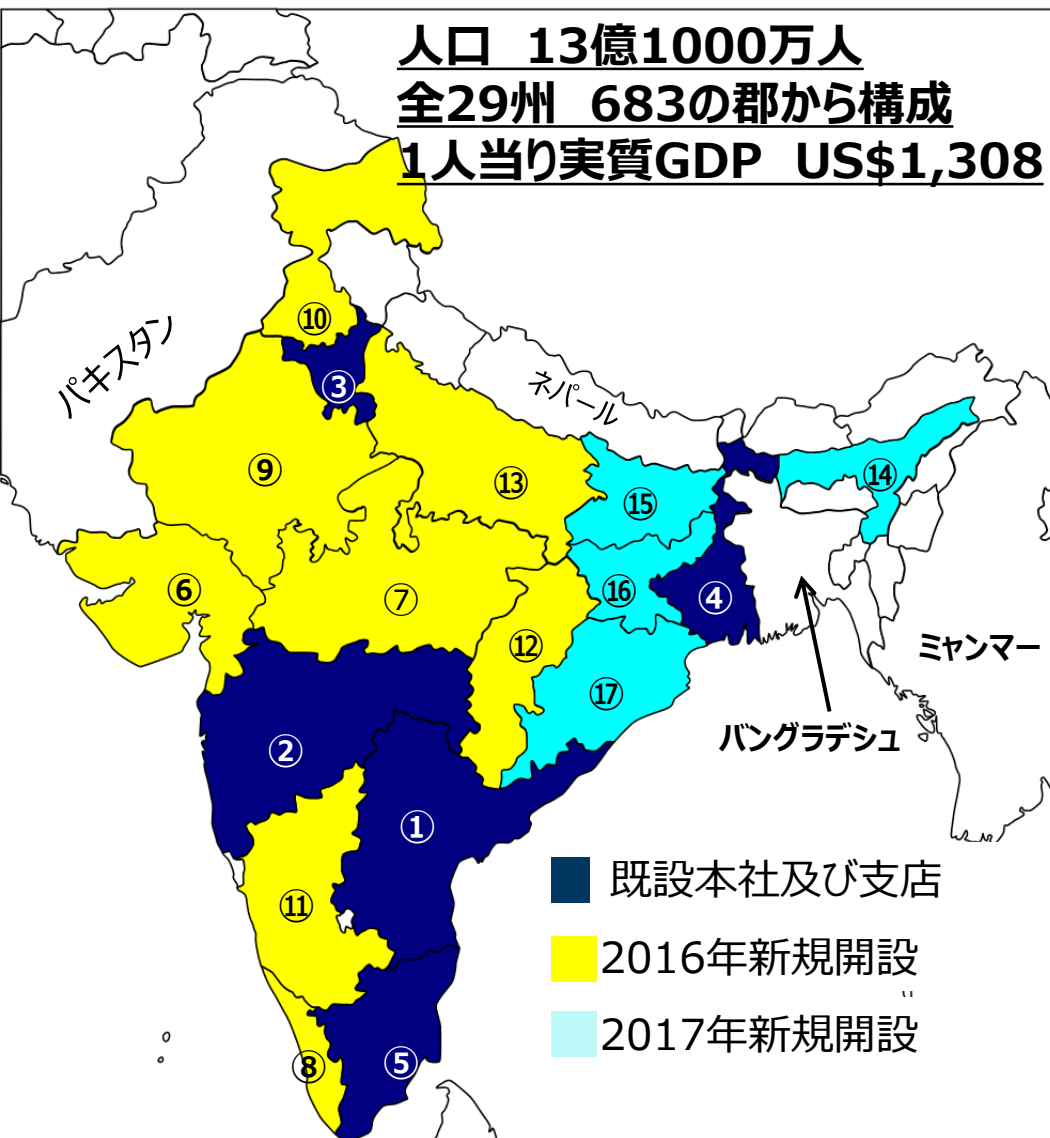 人口 13億1000万人
全29州 683の郡から構成
1人当り実質GDP US$1,308
パキスタン
ネパール
⑩
③
⑨
⑬
⑭
⑮
⑥
⑦
⑯
④
⑫
ミャンマー
⑰
バングラデシュ
②
①
既設本社及び支店
⑪
2016年新規開設
2017年新規開設
⑧
⑤